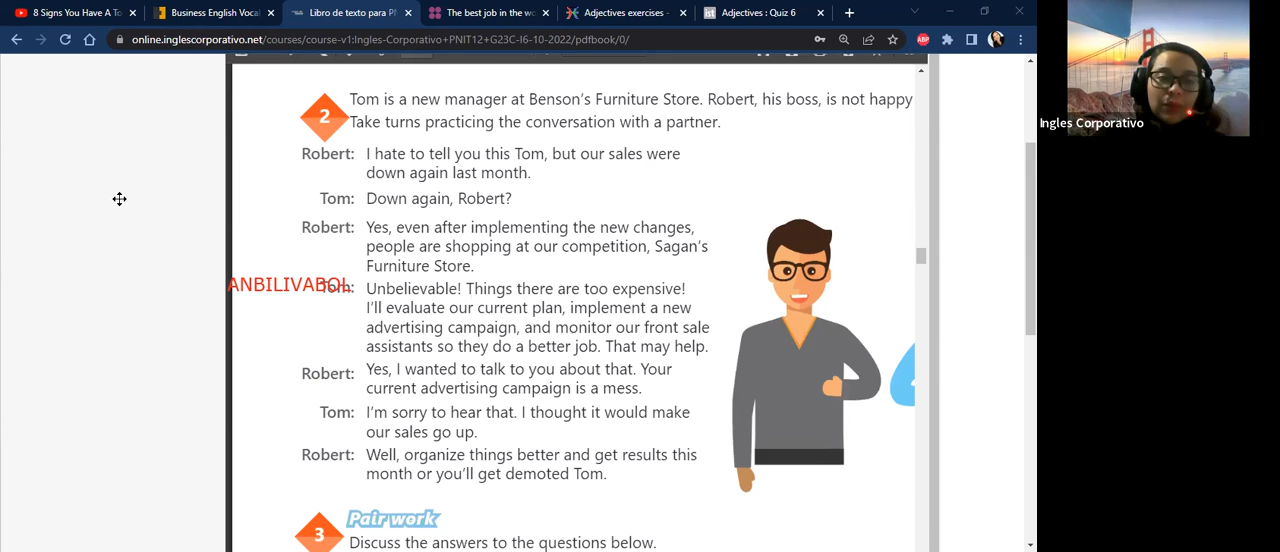 8 Signs You Have A To
Business English Vocal
Libro de texto para PN
The best job in the wo
Adjectives exercises -
Adjectives : Quiz 6
online.inglescorporativo.net/courses/course-v1:Ingles-Corporativo+PNIT12+G23C-I6-10-2022/pdfbook/0/
ABP
Ingles Corporativo
2
Tom is a new manager at Benson's Furniture Store. Robert, his boss, is not happy
Take turns practicing the conversation with a partner.
Robert: I hate to tell you this Tom, but our sales were
down again last month.
Tom: Down again, Robert?
Robert: Yes, even after implementing the new changes,
people are shopping at our competition, Sagan's
Furniture Store.
ANBILIVABOL
Tom: Unbelievable! Things there are too expensive!
I'll evaluate our current plan, implement a new
advertising campaign, and monitor our front sale
assistants so they do a better job. That may help.
Robert: Yes, I wanted to talk to you about that. Your
current advertising campaign is a mess.
Tom: I'm sorry to hear that. I thought it would make
our sales go up.
Robert: Well, organize things better and get results this
month or you'll get demoted Tom.
3
Pair work
Discuss the answers to the questions below.